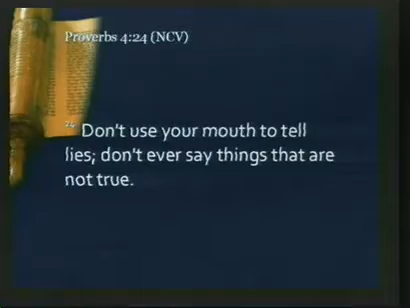 Proverbs 4:24 (NCV)
24 Don't use your mouth to tell
lies; don't ever say things that are
not true.